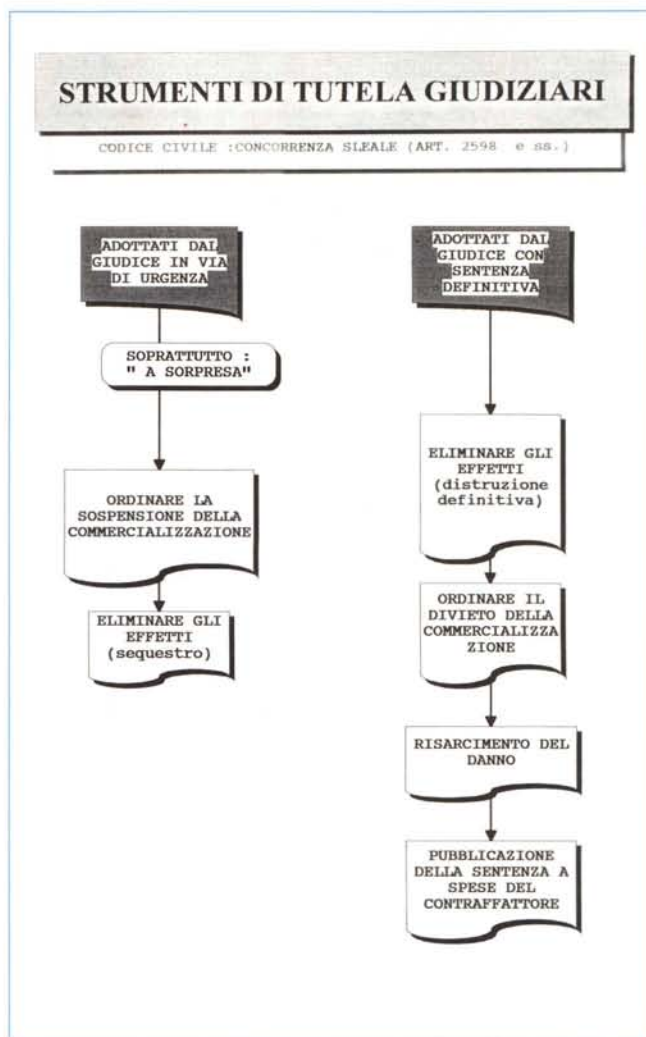 STRUMENTI DI TUTELA GIUDIZIARI
CODICE CIVILE :CONCORRENZA SLEALE (ART. 2598 e ss.)
ADOTTATI DAL
GIUDICE IN VIA
DI URGENZA
SOPRATTUTTO :
" A SORPRESA"
ORDINARE LA
SOSPENSIONE DELLA
COMMERCIALIZZAZIONE
ELIMINARE GLI
EFFETTI
(sequestro)
ADOTTATI DAL
GIUDICE CON
SENTENZA
DEFINITIVA
ELIMINARE GLI
EFFETTI
(distruzione
definitiva)
ORDINARE IL
DIVIETO DELLA
COMMERCIALIZZA
ZIONE
RISARCIMENTO DEL
DANNO
PUBBLICAZIONE
DELLA SENTENZA A
SPESE DEL
CONTRAFFATTORE